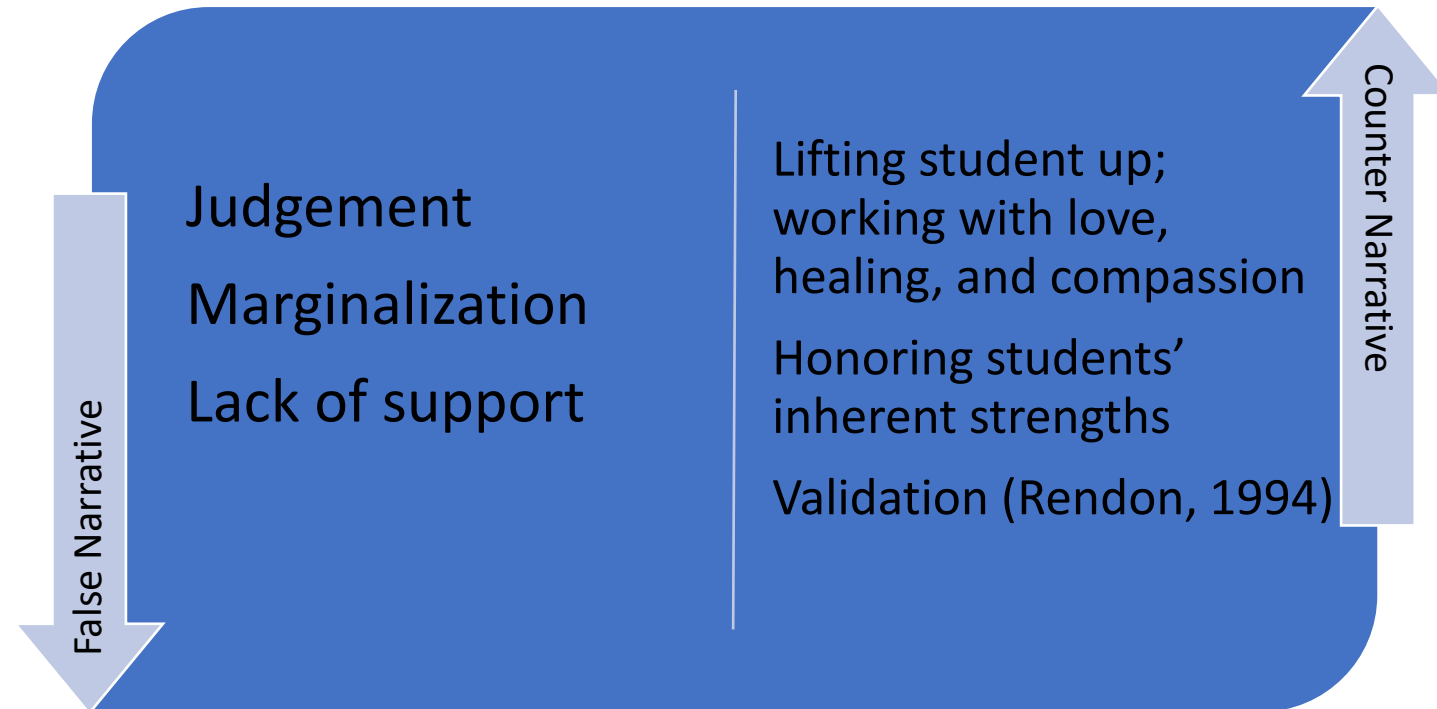 False Narrative
Judgement
Marginalization
Lack of support
Lifting student up;
working with love,
healing, and compassion
Honoring students’
inherent strengths
Validation (Rendon, 1994)
Counter Narrative